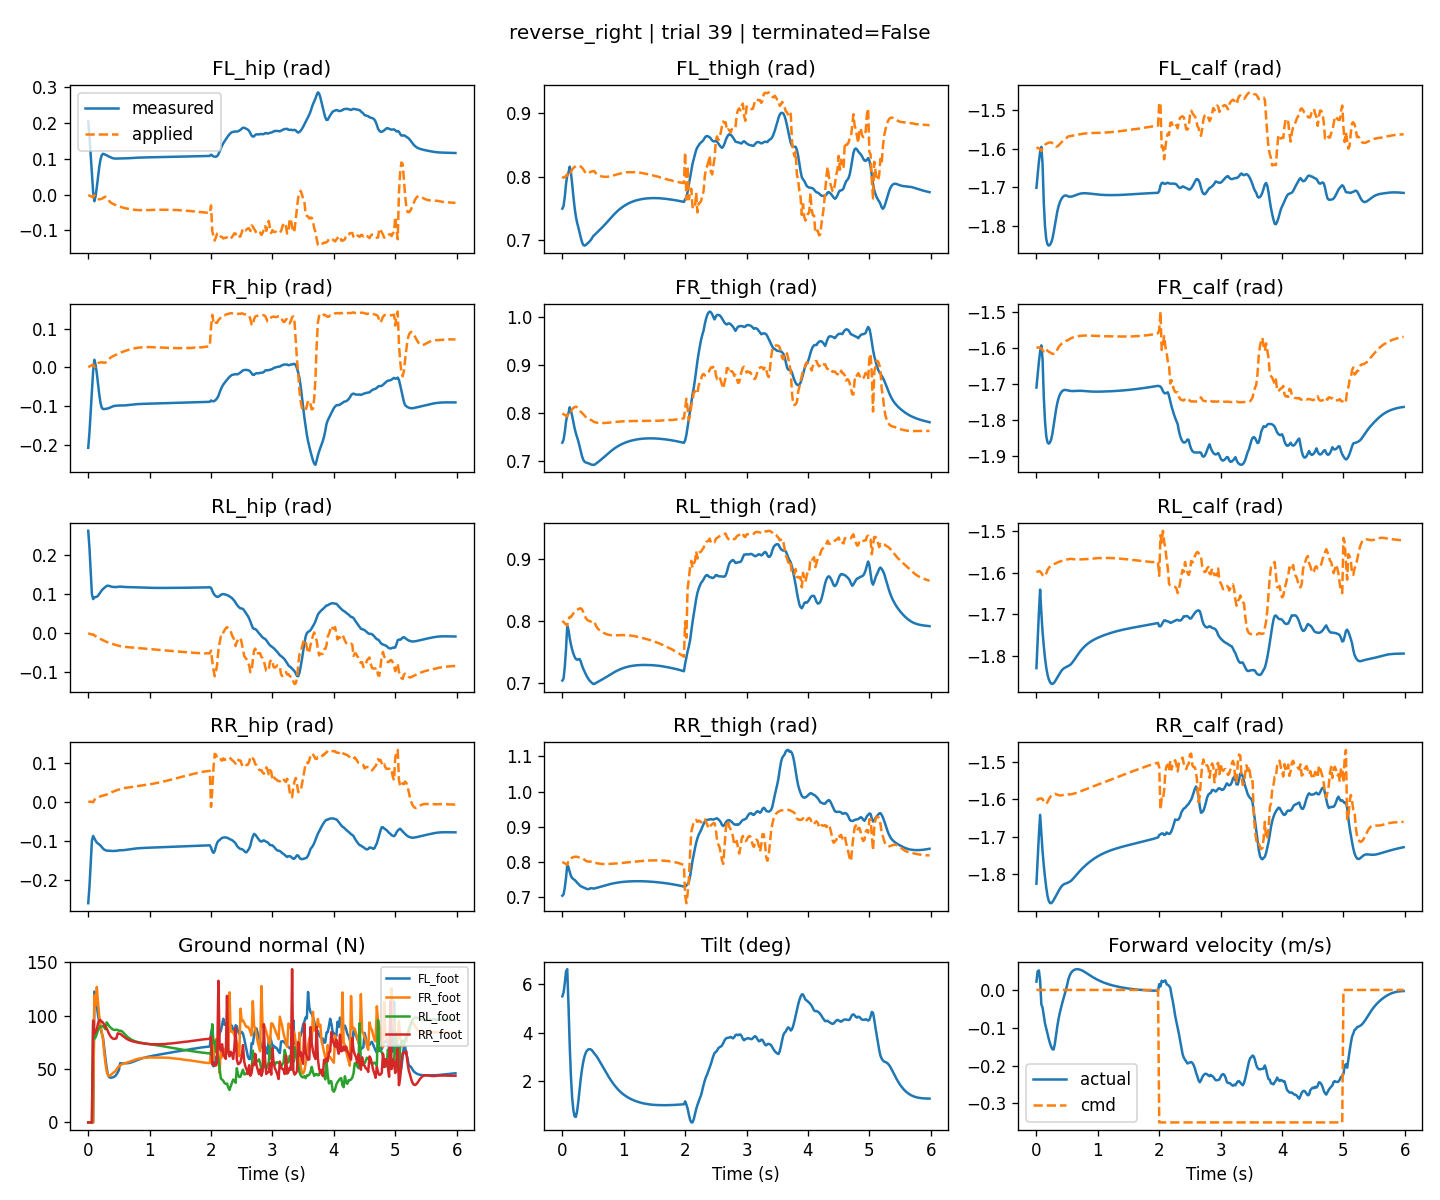 reverse_right | trial 39 | terminated=False
FL_hip (rad)
FL_thigh (rad)
FL_calf (rad)
0.3
0.2
0.1
0.0
−0.1
measured
applied
0.9
0.8
0.7
−1.5
−1.6
−1.7
−1.8
FR_hip (rad)
FR_thigh (rad)
FR_calf (rad)
0.1
0.0
−0.1
−0.2
1.0
0.9
0.8
0.7
−1.5
−1.6
−1.7
−1.8
−1.9
RL_hip (rad)
RL_thigh (rad)
RL_calf (rad)
0.2
0.1
0.0
−0.1
0.9
0.8
0.7
−1.5
−1.6
−1.7
−1.8
RR_hip (rad)
RR_thigh (rad)
RR_calf (rad)
0.1
0.0
−0.1
−0.2
1.1
1.0
0.9
0.8
0.7
−1.5
−1.6
−1.7
−1.8
Ground normal (N)
Tilt (deg)
Forward velocity (m/s)
150
100
50
0
FL_foot
FR_foot
RL_foot
RR_foot
6
4
2
0.0
−0.1
−0.2
−0.3
actual
cmd
0 1 2 3 4 5 6
0 1 2 3 4 5 6
0 1 2 3 4 5 6
Time (s)
Time (s)
Time (s)